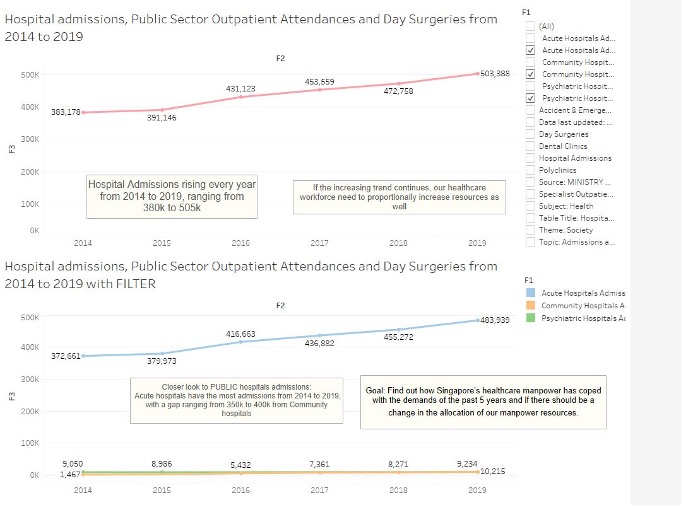 Hospital admissions, Public Sector Outpatient Attendances and Day Surgeries from
2014 to 2019
F2
500K
400K
300K
200K
100K
0K
F3
383,178
391,146
431,123
453,559
472,758
503,388
Hospital Admissions rising every year
from 2014 to 2019, ranging from
380k to 505k
If the increasing trend continues, our healthcare
workforce need to proportionally increase resources as
well
2014 2015 2016 2017 2018 2019
F1
(All)
Acute Hospitals Ad...
Acute Hospitals Ad...
Community Hospit...
Community Hospit...
Psychiatric Hospit...
Psychiatric Hospit...
Accident & Emerge...
Data last updated: ...
Day Surgeries
Dental Clinics
Hospital Admissions
Polyclinics
Source: MINISTRY ...
Specialist Outpatie...
Subject: Health
Table Title: Hospita...
Theme: Society
Topic: Admissions a...
Hospital admissions, Public Sector Outpatient Attendances and Day Surgeries from
2014 to 2019 with FILTER
F2
500K
400K
300K
200K
100K
0K
F3
372,661
379,973
416,663
436,882
455,272
483,939
Closer look to PUBLIC hospitals admissions:
Acute hospitals have the most admissions from 2014 to 2019,
with a gap ranging from 350k to 400k from Community
hospitals
Goal: Find out how Singapore's healthcare manpower has coped
with the demands of the past 5 years and if there should be a
change in the allocation of our manpower resources.
9,050 8,986 5,432 7,361 8,271 9,234
1,467 10,215
2014 2015 2016 2017 2018 2019
F1
Acute Hospitals Admiss
Community Hospitals A
Psychiatric Hospitals Ac